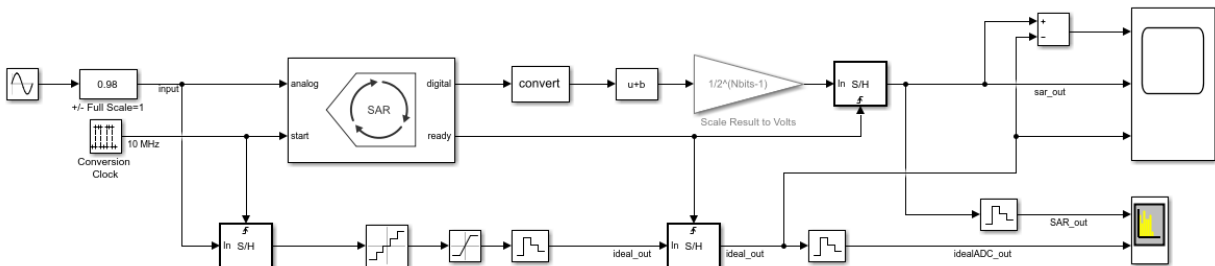 0.98
+/- Full Scale=1
input
10 MHz
Conversion
Clock
analog
start
SAR
digital
ready
convert
u+b
1/2^(Nbits-1)
Scale Result to Volts
In S/H
+
−
sar_out
In S/H
ideal_out
In S/H
ideal_out
idealADC_out
SAR_out